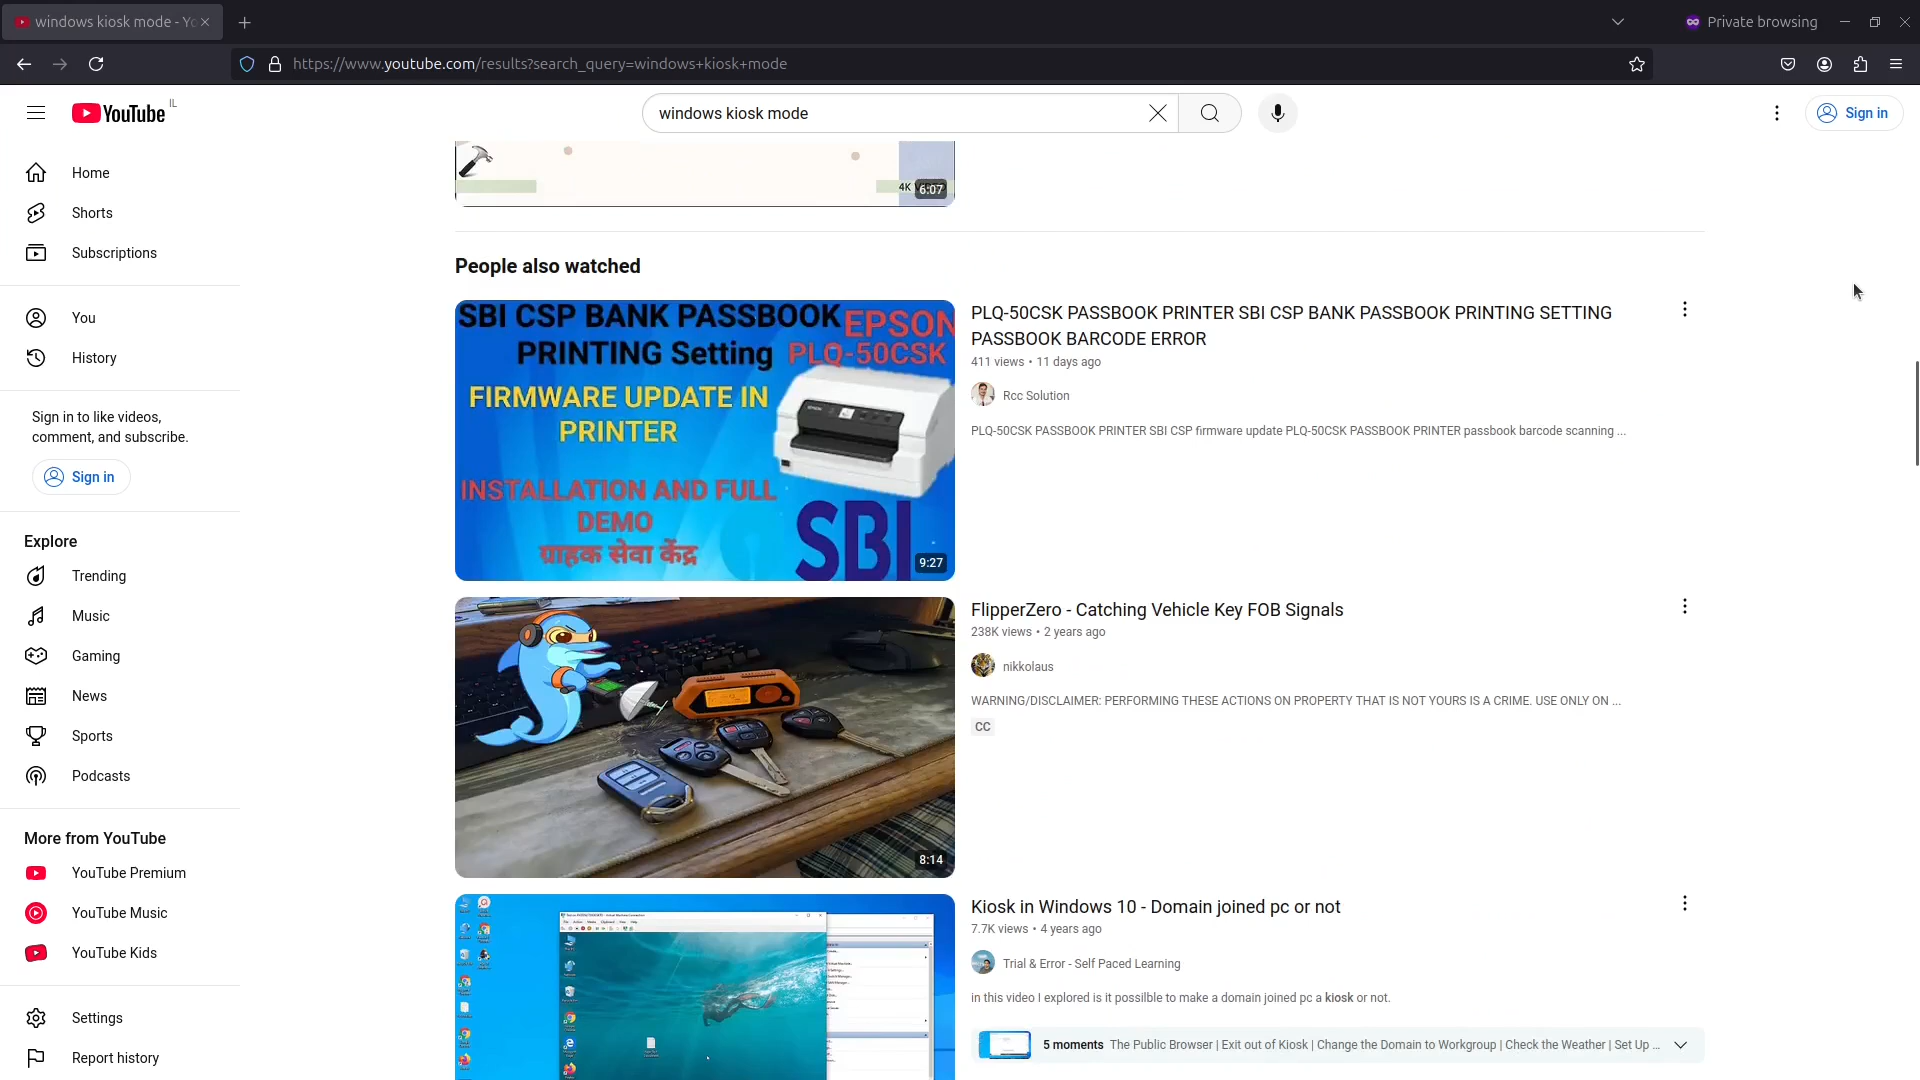 windows kiosk mode - Yo
Private browsing
https://www.youtube.com/results?search_query=windows+kiosk+mode
YouTube
IL
windows kiosk mode
Sign in
Home
Shorts
Subscriptions
You
History
Sign in to like videos,
comment, and subscribe.
Sign in
Explore
Trending
Music
Gaming
News
Sports
Podcasts
More from YouTube
YouTube Premium
YouTube Music
YouTube Kids
Settings
Report history
6:07
People also watched
SBI CSP BANK PASSBOOK
EPSON
PRINTING Setting
PLQ-50CSK
FIRMWARE UPDATE IN
PRINTER
INSTALLATION AND FULL
DEMO
ग्राहक सेवा केंद्र
SBI
9:27
PLQ-50CSK PASSBOOK PRINTER SBI CSP BANK PASSBOOK PRINTING SETTING
PASSBOOK BARCODE ERROR
411 views • 11 days ago
Rcc Solution
PLQ-50CSK PASSBOOK PRINTER SBI CSP firmware update PLQ-50CSK PASSBOOK PRINTER passbook barcode scanning ...
8:14
FlipperZero - Catching Vehicle Key FOB Signals
238K views • 2 years ago
nikkolaus
WARNING/DISCLAIMER: PERFORMING THESE ACTIONS ON PROPERTY THAT IS NOT YOURS IS A CRIME. USE ONLY ON ...
CC
Kiosk in Windows 10 - Domain joined pc or not
7.7K views • 4 years ago
Trial & Error - Self Paced Learning
in this video I explored is it possilble to make a domain joined pc a kiosk or not.
5 moments The Public Browser | Exit out of Kiosk | Change the Domain to Workgroup | Check the Weather | Set Up ...